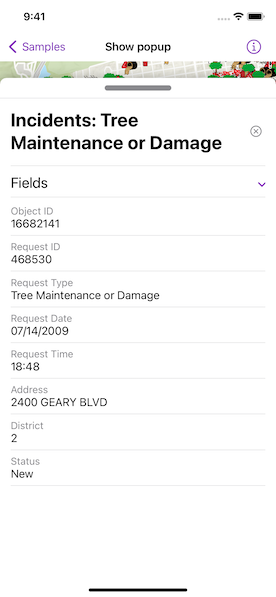 9:41
Samples
Show popup
Incidents: Tree
Maintenance or Damage
Fields
Object ID
16682141
Request ID
468530
Request Type
Tree Maintenance or Damage
Request Date
07/14/2009
Request Time
18:48
Address
2400 GEARY BLVD
District
2
Status
New